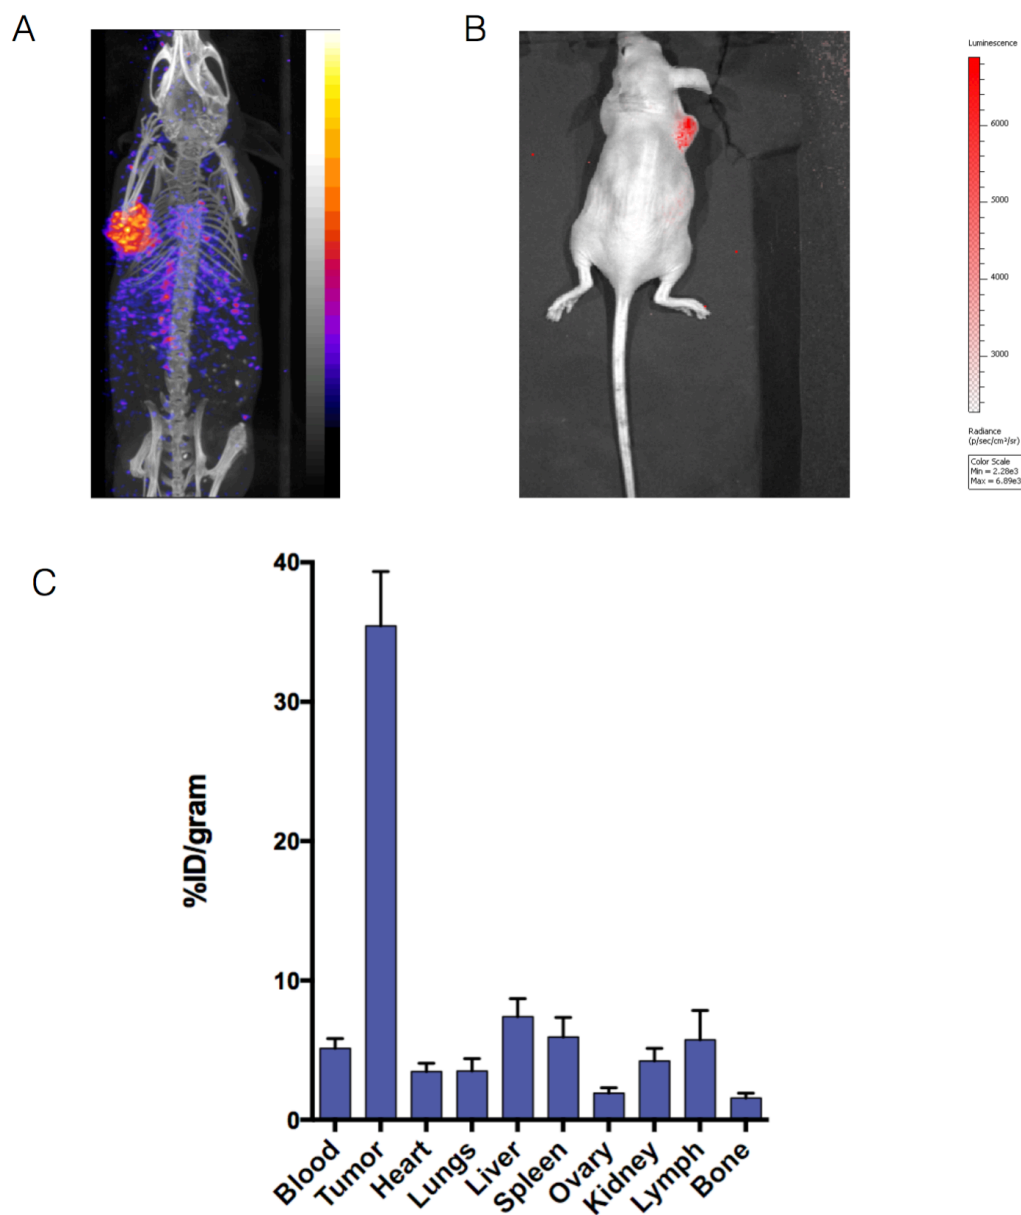 A
B
Luminescence
6000
5000
4000
3000
Radiance
(p/sec/cm²/sr)
Color Scale
Min = 2.28e3
Max = 6.89e3
C
%ID/gram
40
30
20
10
0
Blood
Tumor
Heart
Lungs
Liver
Spleen
Ovary
Kidney
Lymph
Bone